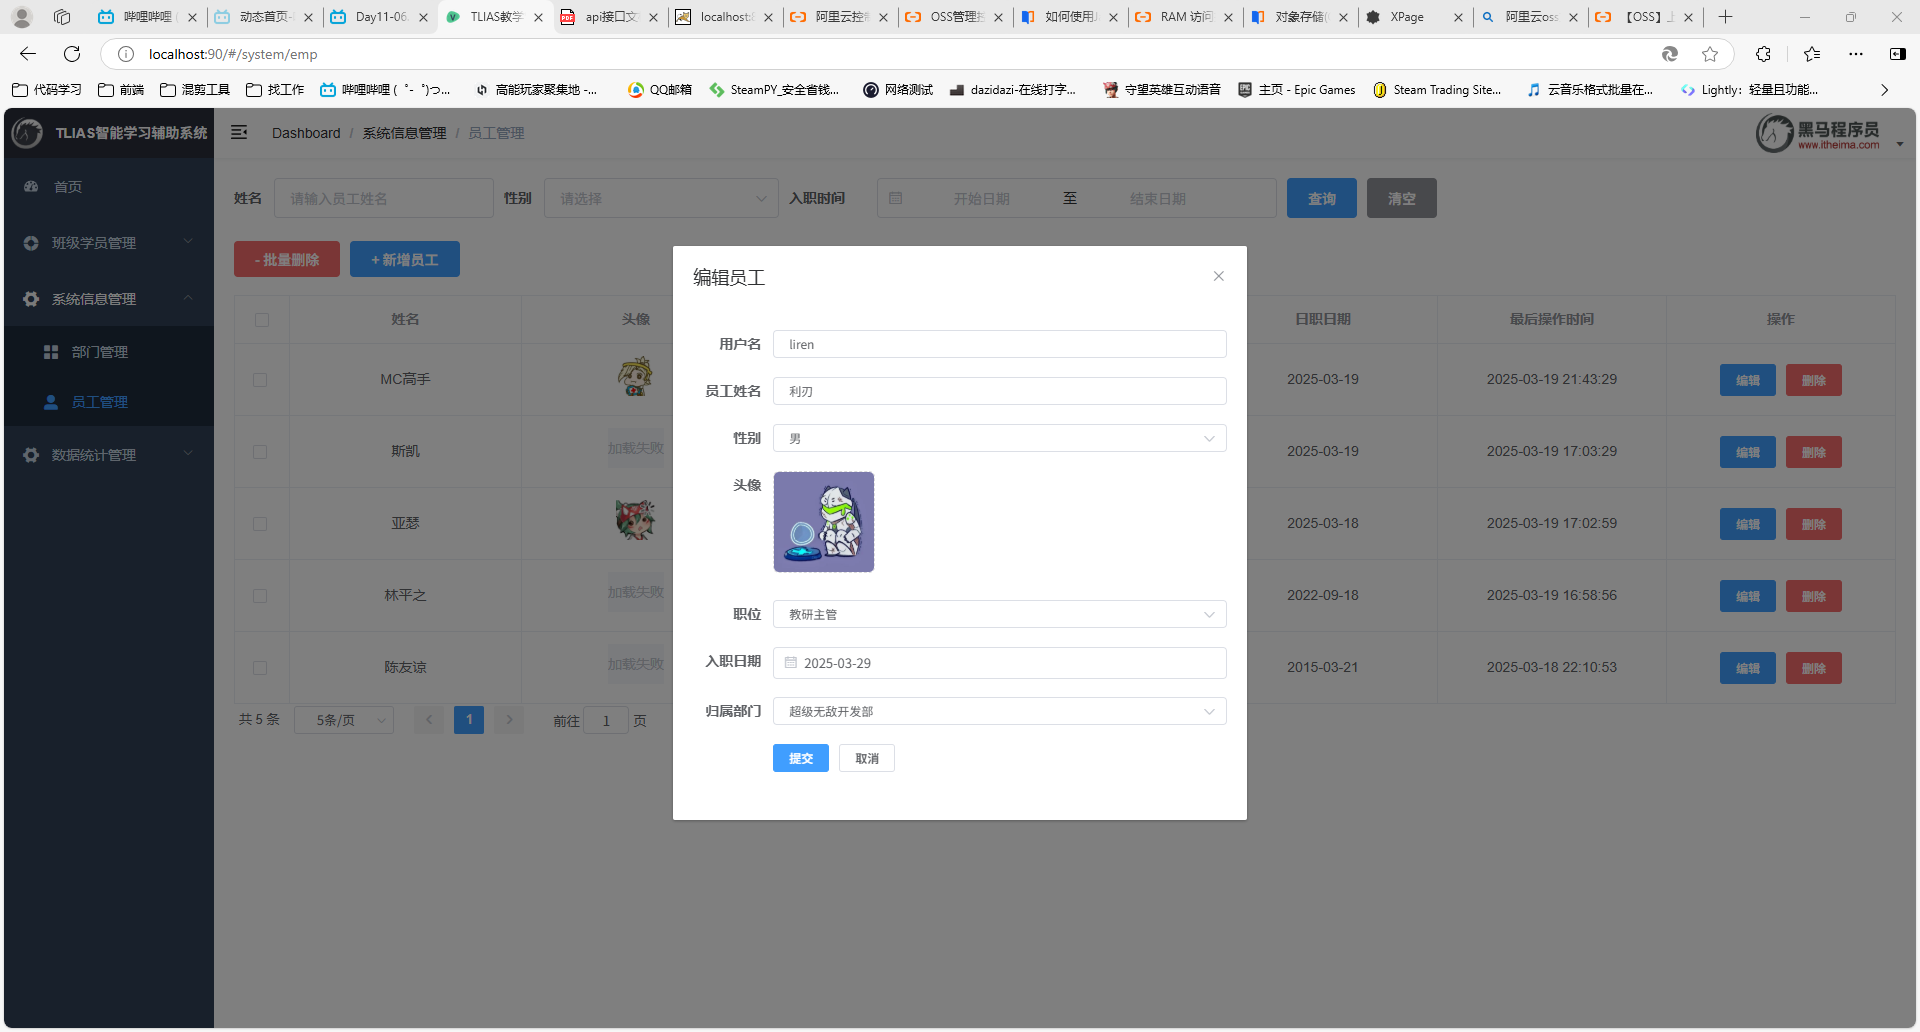 哔哩哔哩 (
动态首页-
Day11-06.
TLIAS教学
api接口文
localhost:
阿里云控
OSS管理控
如何使用J
RAM 访问
对象存储(
XPage
阿里云oss
【OSS】上
localhost:90/#/system/emp
代码学习
前端
混剪工具
找工作
哔哩哔哩 ( ゜- ゜)つ...
高能玩家聚集地 -...
QQ邮箱
SteamPY_安全省钱...
网络测试
dazidazi-在线打字...
守望英雄互动语音
主页 - Epic Games
Steam Trading Site...
云音乐格式批量在...
Lightly：轻量且功能...
TLIAS智能学习辅助系统
Dashboard / 系统信息管理 / 员工管理
黑马程序员
www.itheima.com
首页
班级学员管理
系统信息管理
部门管理
员工管理
数据统计管理
姓名 请输入员工姓名 性别 请选择 入职时间 开始日期 至 结束日期 查询 清空
- 批量删除 + 新增员工
姓名 头像 日职日期 最后操作时间 操作
MC高手 2025-03-19 2025-03-19 21:43:29 编辑 删除
斯凯 加载失败 2025-03-19 2025-03-19 17:03:29 编辑 删除
亚瑟 2025-03-18 2025-03-19 17:02:59 编辑 删除
林平之 加载失败 2022-09-18 2025-03-19 16:58:56 编辑 删除
陈友谅 加载失败 2015-03-21 2025-03-18 22:10:53 编辑 删除
共 5 条 5条/页 1 前往 1 页
编辑员工
用户名 liren
员工姓名 利刃
性别 男
头像
职位 教研主管
入职日期 2025-03-29
归属部门 超级无敌开发部
提交 取消